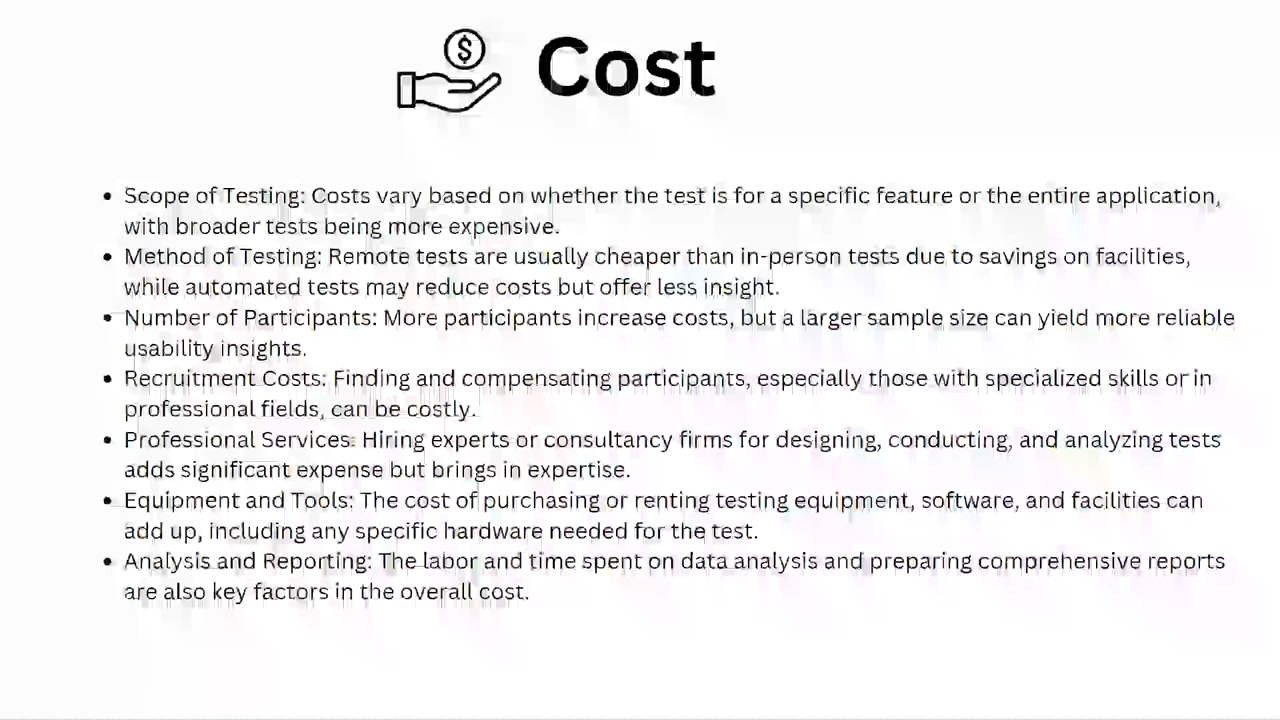 $
Cost
• Scope of Testing: Costs vary based on whether the test is for a specific feature or the entire application,
with broader tests being more expensive.
• Method of Testing: Remote tests are usually cheaper than in-person tests due to savings on facilities,
while automated tests may reduce costs but offer less insight.
• Number of Participants: More participants increase costs, but a larger sample size can yield more reliable
usability insights.
• Recruitment Costs: Finding and compensating participants, especially those with specialized skills or in
professional fields, can be costly.
• Professional Services: Hiring experts or consultancy firms for designing, conducting, and analyzing tests
adds significant expense but brings in expertise.
• Equipment and Tools: The cost of purchasing or renting testing equipment, software, and facilities can
add up, including any specific hardware needed for the test.
• Analysis and Reporting: The labor and time spent on data analysis and preparing comprehensive reports
are also key factors in the overall cost.